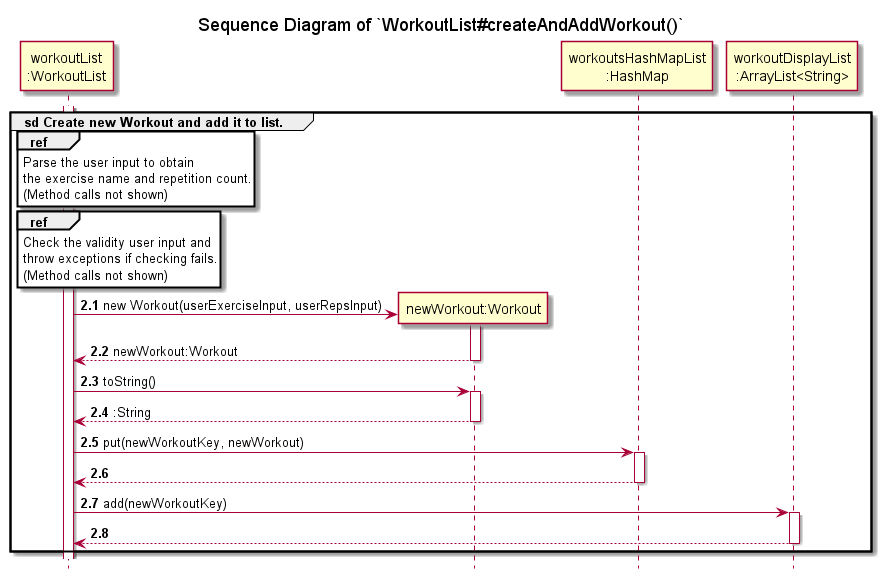 Sequence Diagram of `WorkoutList#createAndAddWorkout()`
workoutList
:WorkoutList
workoutsHashMapList
:HashMap
workoutDisplayList
:ArrayList<String>
sd Create new Workout and add it to list.
ref
Parse the user input to obtain
the exercise name and repetition count.
(Method calls not shown)
ref
Check the validity user input and
throw exceptions if checking fails.
(Method calls not shown)
2.1 new Workout(userExerciseInput, userRepsInput)
newWorkout:Workout
2.2 newWorkout:Workout
2.3 toString()
2.4 :String
2.5 put(newWorkoutKey, newWorkout)
2.6
2.7 add(newWorkoutKey)
2.8